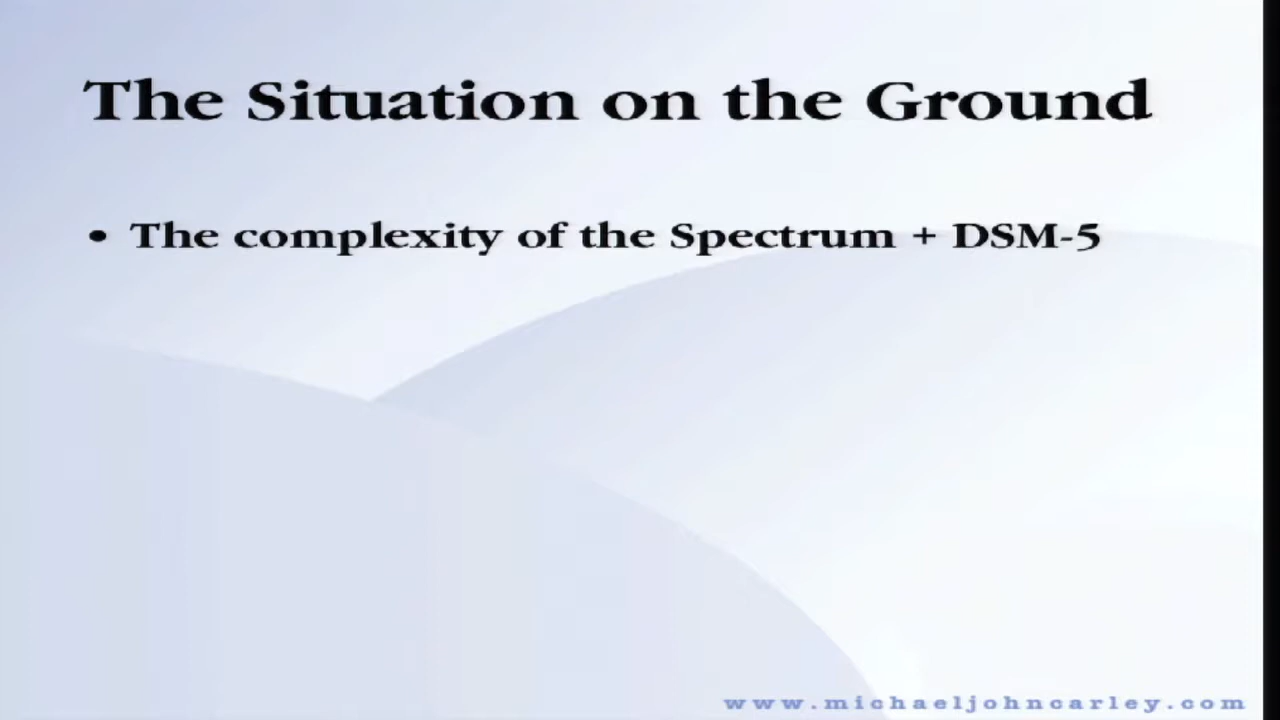 The Situation on the Ground
• The complexity of the Spectrum + DSM-5
www.michaeljohncarley.com